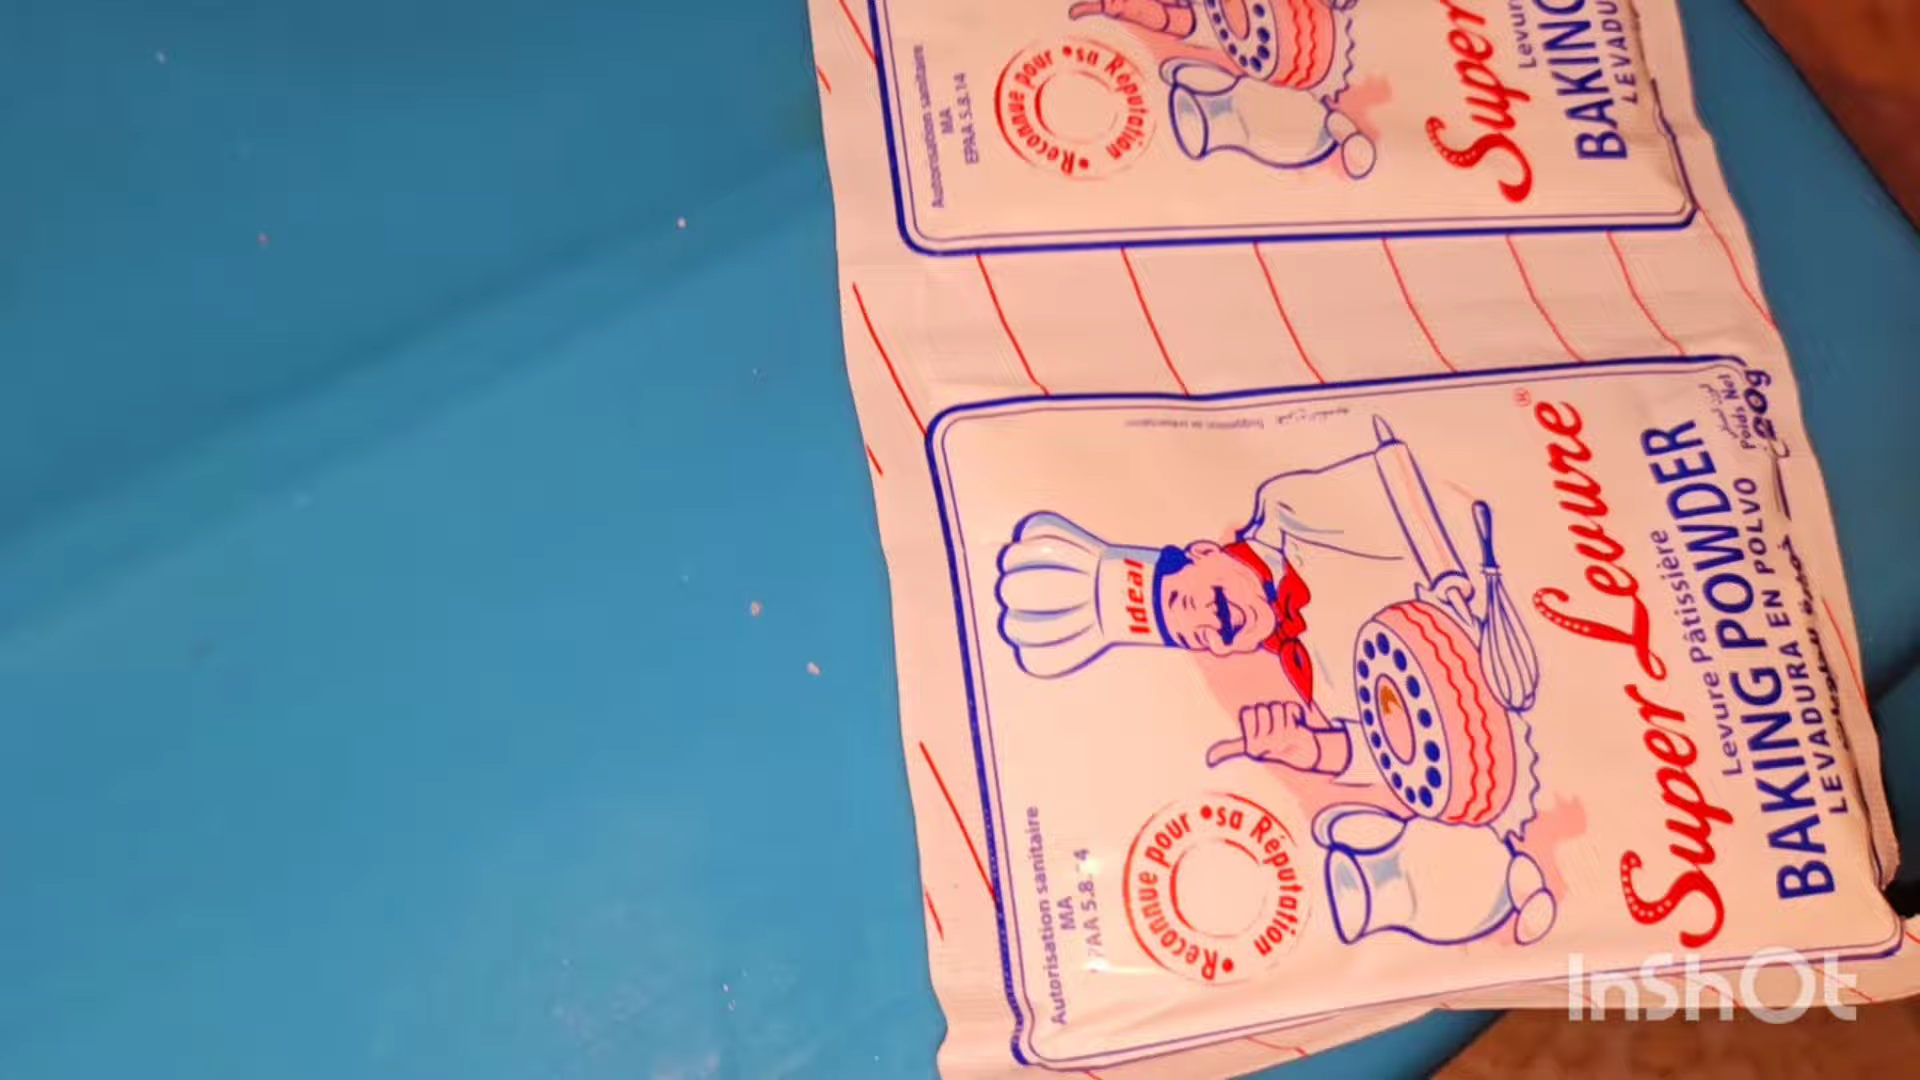 Autorisation sanitaire
MA
EPAA 5.8.14
Reconnue pour sa Réputation
Super
Levure
BAKING
LEVADU
Ideal
Autorisation sanitaire
MA
Reconnue pour sa Réputation
Super Levure ®
Levure Pâtissière
BAKING POWDER
LEVADURA EN POLVO
Poids Net
20g
InShOt